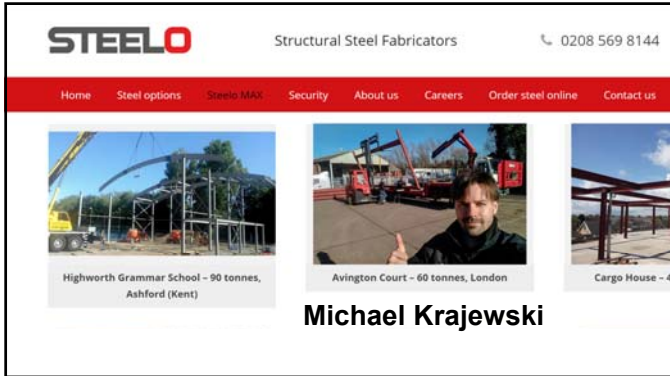 STEELO
Structural Steel Fabricators
0208 569 8144
Home Steel options Steelo MAX Security About us Careers Order steel online Contact us
Highworth Grammar School – 90 tonnes,
Ashford (Kent)
Avington Court – 60 tonnes, London
Cargo House – 4
Michael Krajewski